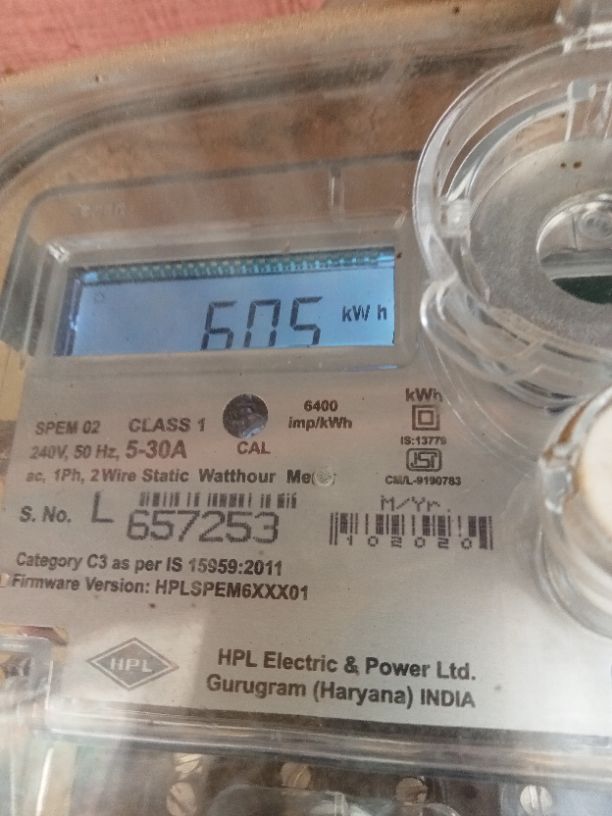 605 kWh
SPEM 02 CLASS 1 CAL 6400 imp/kWh
240V, 50 Hz, 5-30A
ac, 1Ph, 2 Wire Static Watthour
kWh
IS:13779
ISI
CM/L-9190783
S. No. L 657253
M/Yr.
102020
Category C3 as per IS 15959:2011
Firmware Version: HPLSPEM6XXX01
HPL
HPL Electric & Power Ltd.
Gurugram (Haryana) INDIA